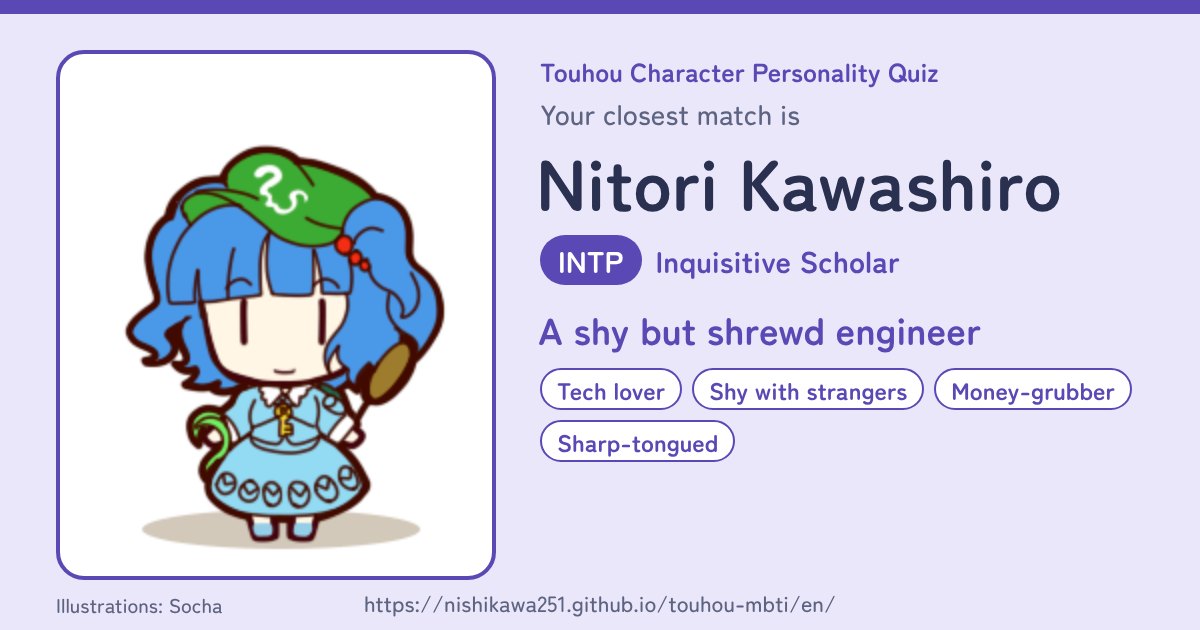 Touhou Character Personality Quiz
Your closest match is
Nitori Kawashiro
INTP Inquisitive Scholar
A shy but shrewd engineer
Tech lover Shy with strangers Money-grubber
Sharp-tongued
Illustrations: Socha https://nishikawa251.github.io/touhou-mbti/en/